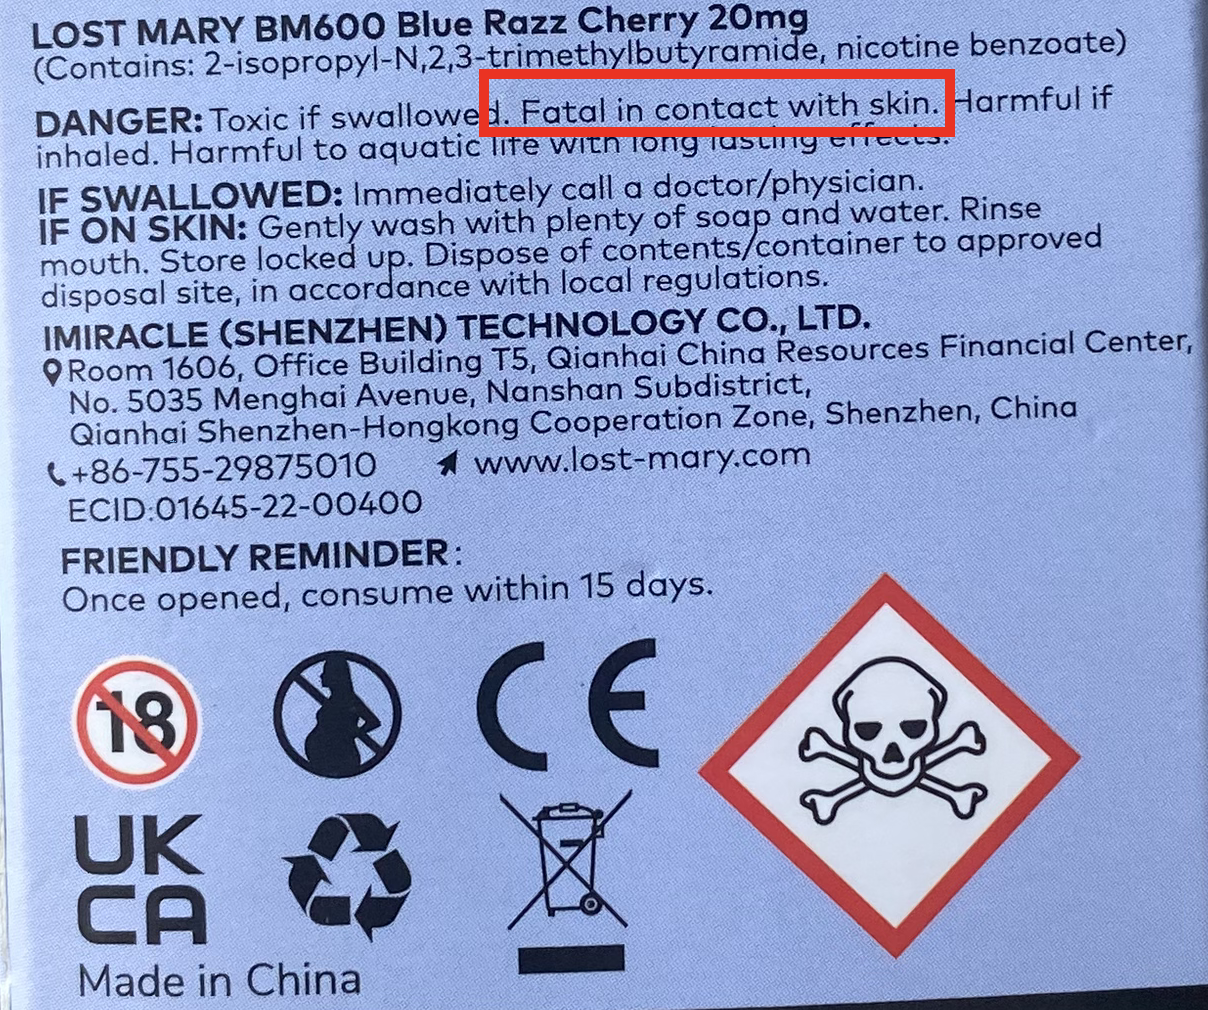 LOST MARY BM600 Blue Razz Cherry 20mg
(Contains: 2-isopropyl-N,2,3-trimethylbutyramide, nicotine benzoate)
DANGER: Toxic if swallowed. Fatal in contact with skin. Harmful if
inhaled. Harmful to aquatic life with long lasting effects.
IF SWALLOWED: Immediately call a doctor/physician.
IF ON SKIN: Gently wash with plenty of soap and water. Rinse
mouth. Store locked up. Dispose of contents/container to approved
disposal site, in accordance with local regulations.
IMIRACLE (SHENZHEN) TECHNOLOGY CO., LTD.
Room 1606, Office Building T5, Qianhai China Resources Financial Center,
No. 5035 Menghai Avenue, Nanshan Subdistrict,
Qianhai Shenzhen-Hongkong Cooperation Zone, Shenzhen, China
+86-755-29875010 www.lost-mary.com
ECID:01645-22-00400
FRIENDLY REMINDER:
Once opened, consume within 15 days.
18
CE
UK
CA
Made in China